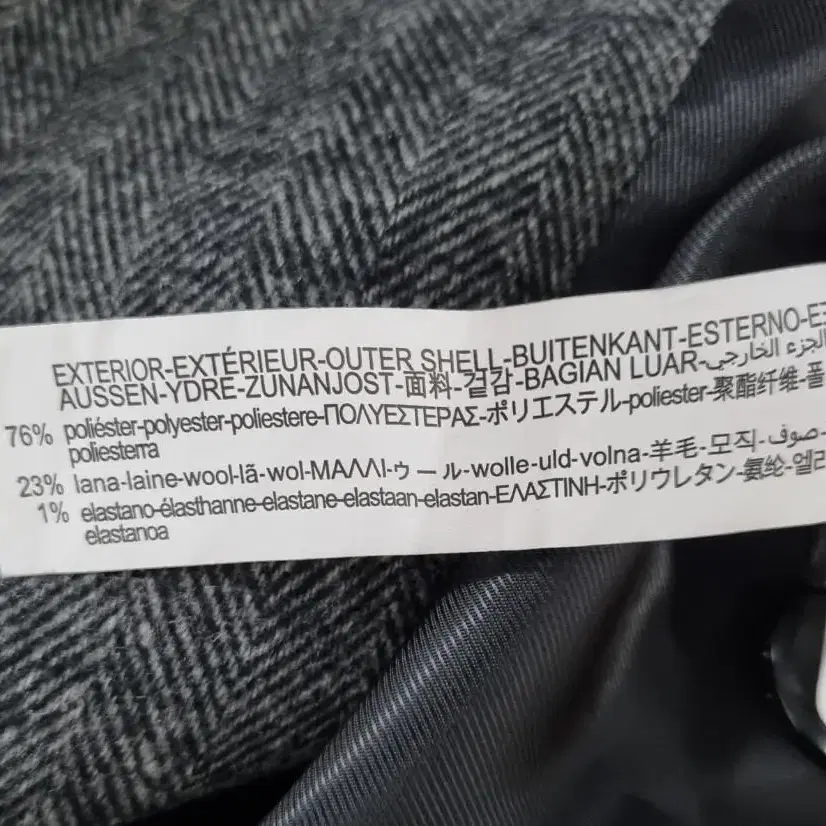 EXTERIOR-EXTÉRIEUR-OUTER SHELL-BUITENKANT-ESTERNO-
AUSSEN-YDRE-ZUNANJOST-面料-겉감-BAGIAN LUAR-الجزء الخارجي
76% poliéster-polyester-poliestere-ΠΟΛΥΕΣΤΕΡΑΣ-ポリエステル-poliester-聚酯纤维-폴
poliesterra
23% lana-laine-wool-lã-wol-ΜΑΛΛΙ-ウール-wolle-uld-volna-羊毛-모직-صوف-
1% elastano-élasthanne-elastane-elastaan-elastan-ΕΛΑΣΤΙΝΗ-ポリウレタン-氨纶-엘
elastanoa